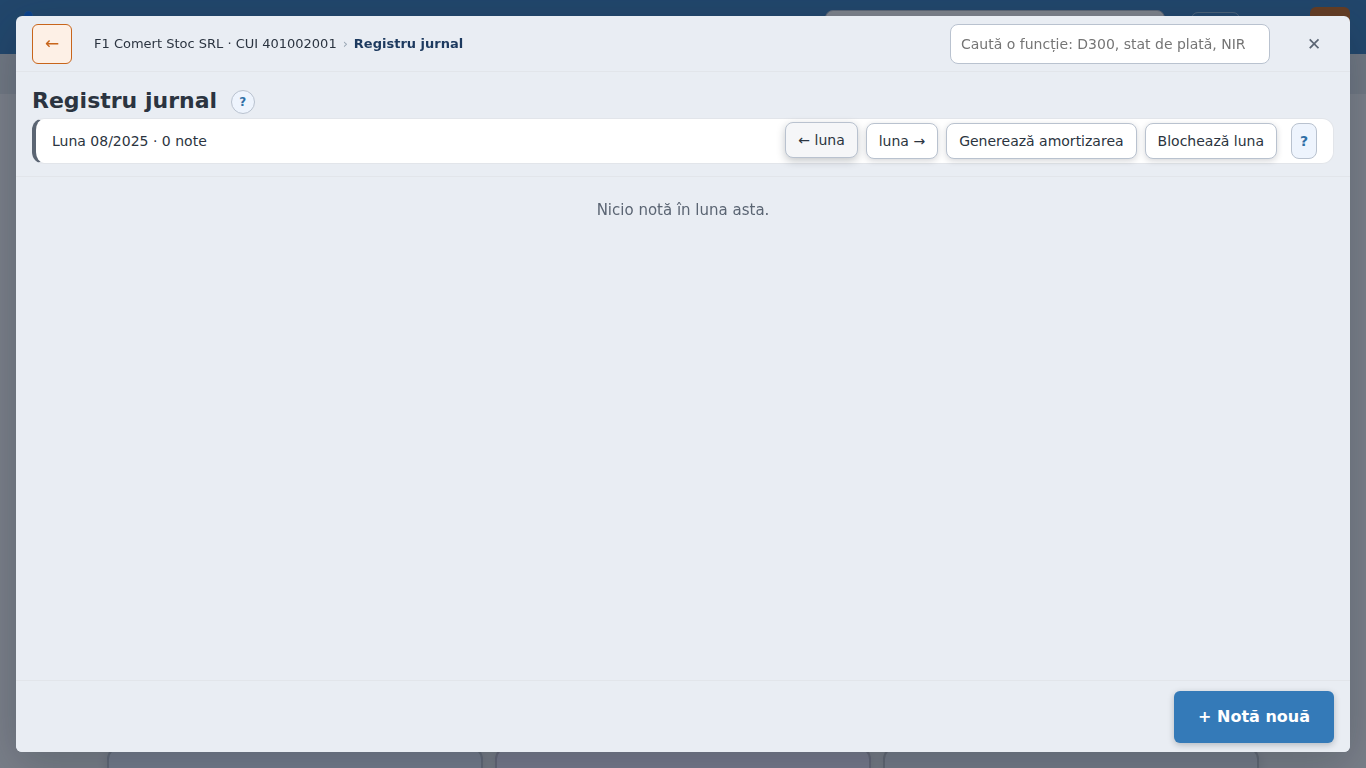 ←
F1 Comert Stoc SRL · CUI 401002001 › Registru jurnal
Caută o funcție: D300, stat de plată, NIR
✕
Registru jurnal ?
Luna 08/2025 · 0 note
← luna
luna →
Generează amortizarea
Blochează luna
?
Nicio notă în luna asta.
+ Notă nouă